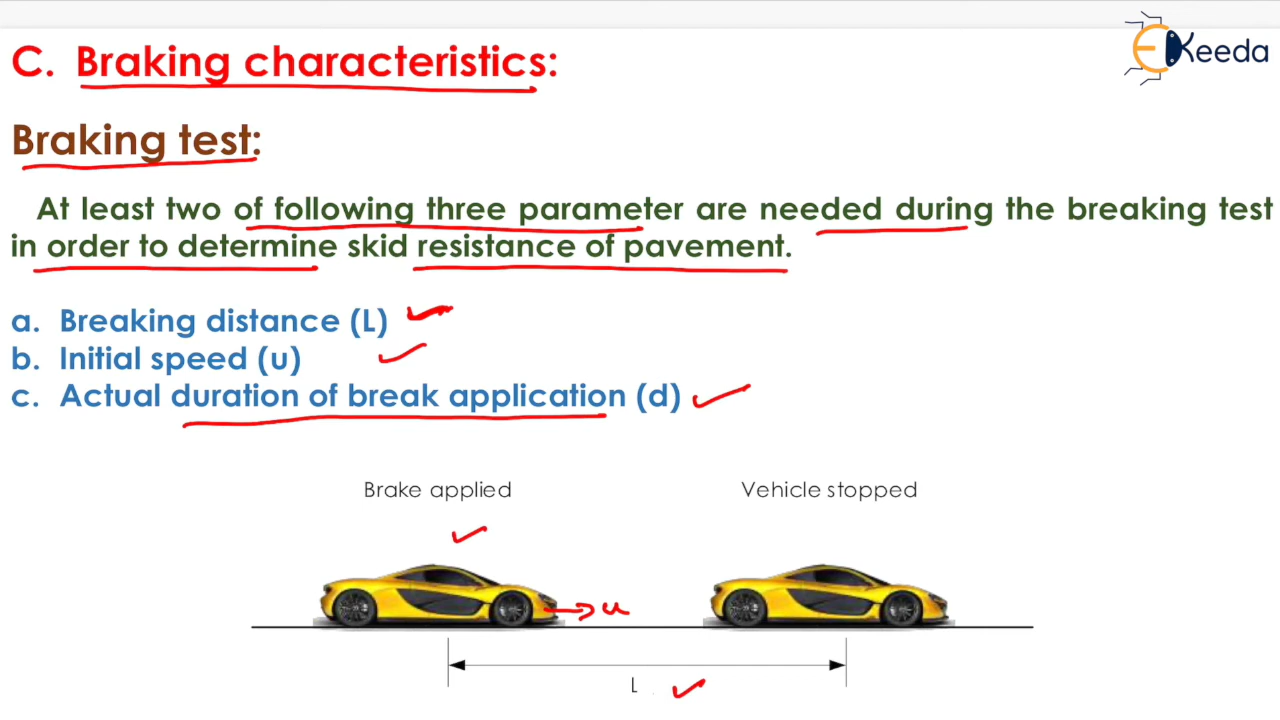 C. Braking characteristics:
EKeeda
Braking test:
At least two of following three parameter are needed during the breaking test
in order to determine skid resistance of pavement.
a. Breaking distance (L)
b. Initial speed (u)
c. Actual duration of break application (d)
Brake applied
Vehicle stopped
u
L